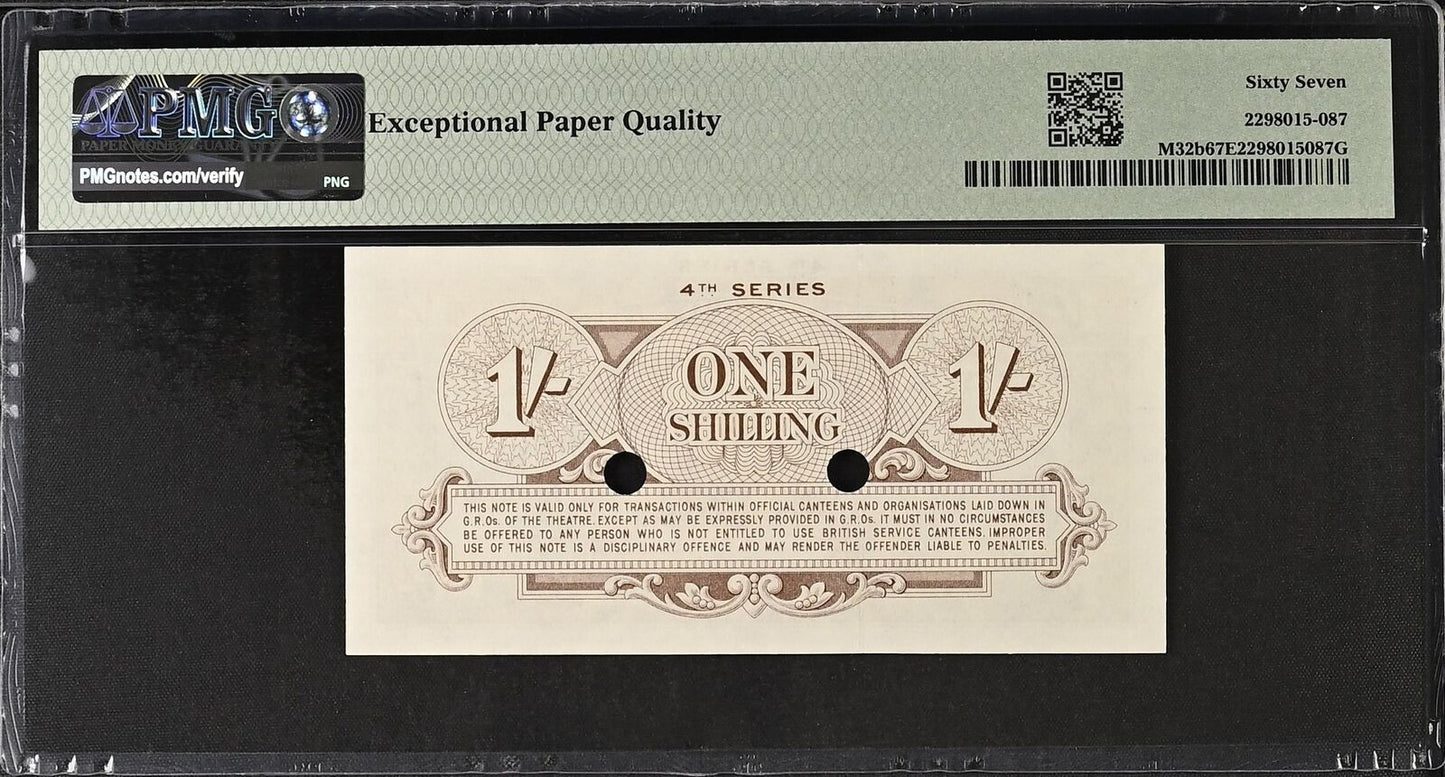 PMG
PAPER MONEY GUARANTY
PMGnotes.com/verify
PNG
Exceptional Paper Quality
Sixty Seven
2298015-087
M32b67E2298015087G
4TH SERIES
1/-
ONE
SHILLING
1/-
THIS NOTE IS VALID ONLY FOR TRANSACTIONS WITHIN OFFICIAL CANTEENS AND ORGANISATIONS LAID DOWN IN
G.R.Os. OF THE THEATRE. EXCEPT AS MAY BE EXPRESSLY PROVIDED IN G.R.Os. IT MUST IN NO CIRCUMSTANCES
BE OFFERED TO ANY PERSON WHO IS NOT ENTITLED TO USE BRITISH SERVICE CANTEENS. IMPROPER
USE OF THIS NOTE IS A DISCIPLINARY OFFENCE AND MAY RENDER THE OFFENDER LIABLE TO PENALTIES.